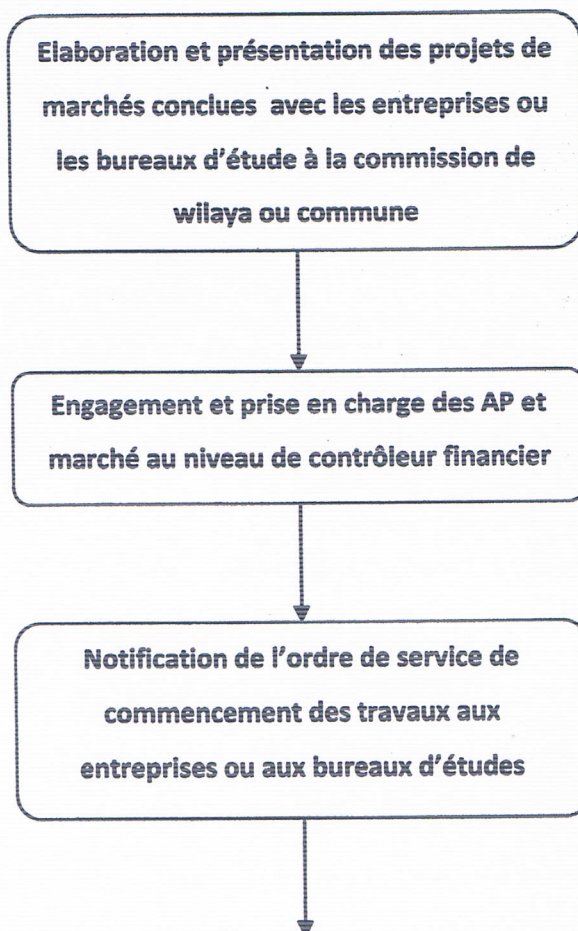 Elaboration et présentation des projets de
marchés conclues avec les entreprises ou
les bureaux d'étude à la commission de
wilaya ou commune
Engagement et prise en charge des AP et
marché au niveau de contrôleur financier
Notification de l'ordre de service de
commencement des travaux aux
entreprises ou aux bureaux d'études